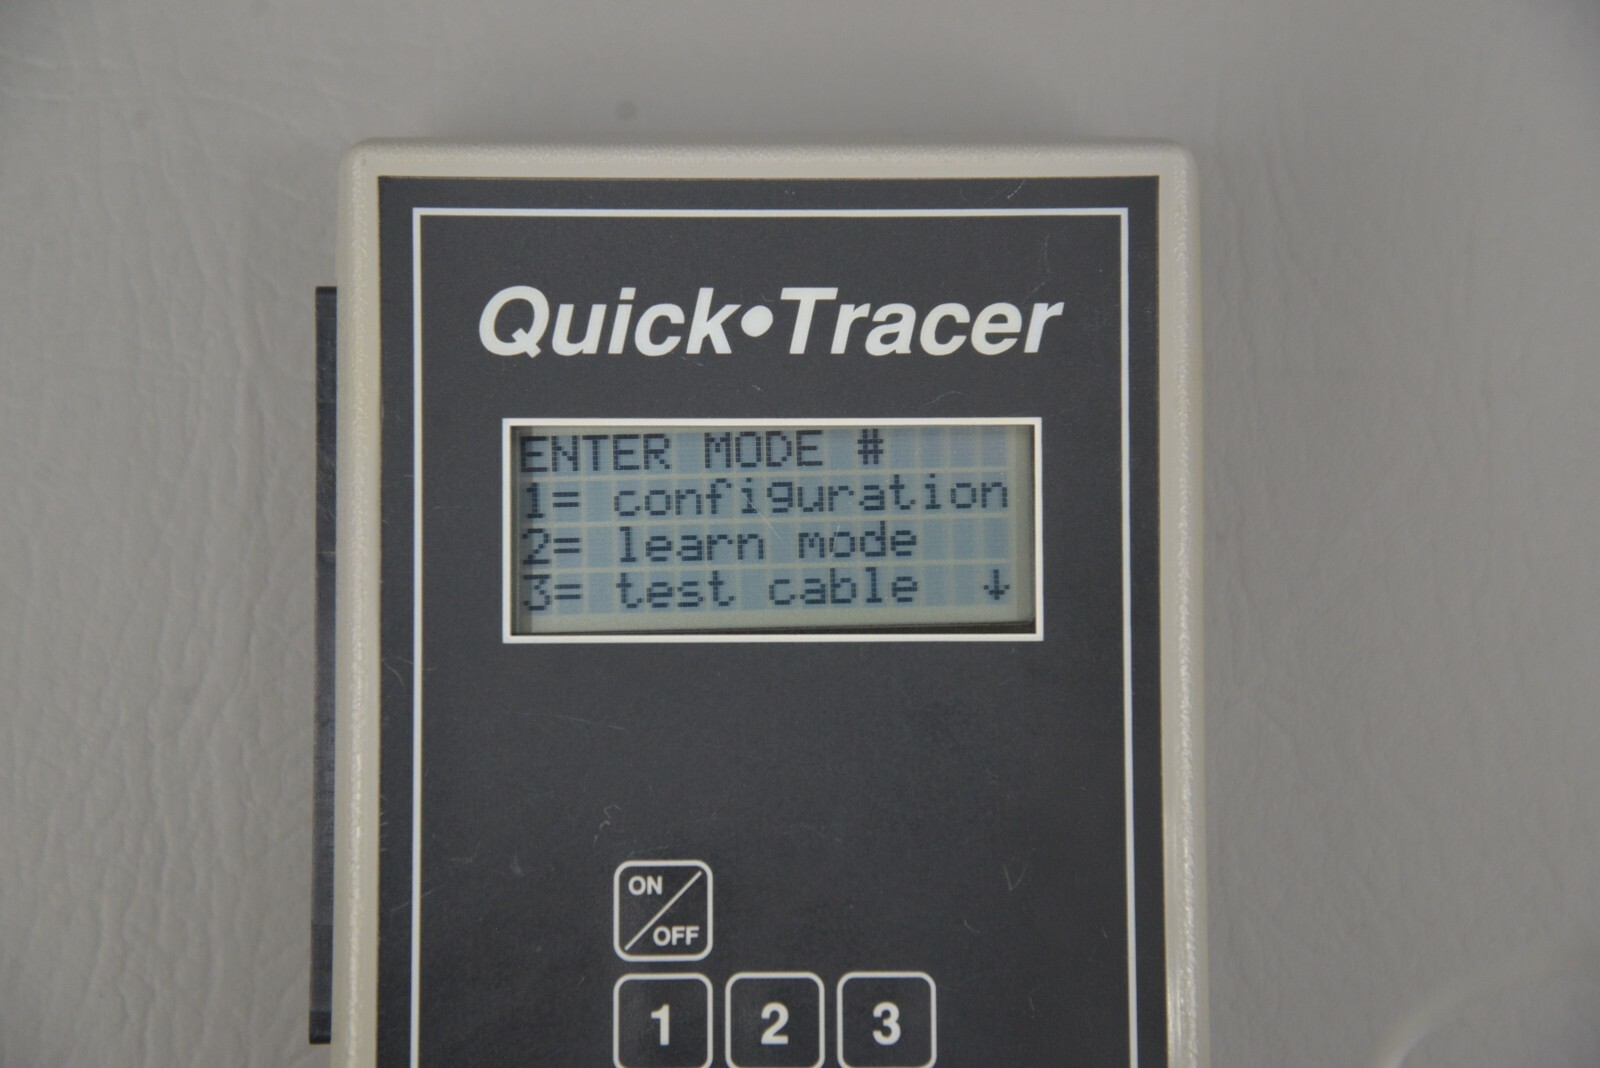 Quick•Tracer
ENTER MODE #
1= configuration
2= learn mode
3= test cable ↓
ON
OFF
1 2 3